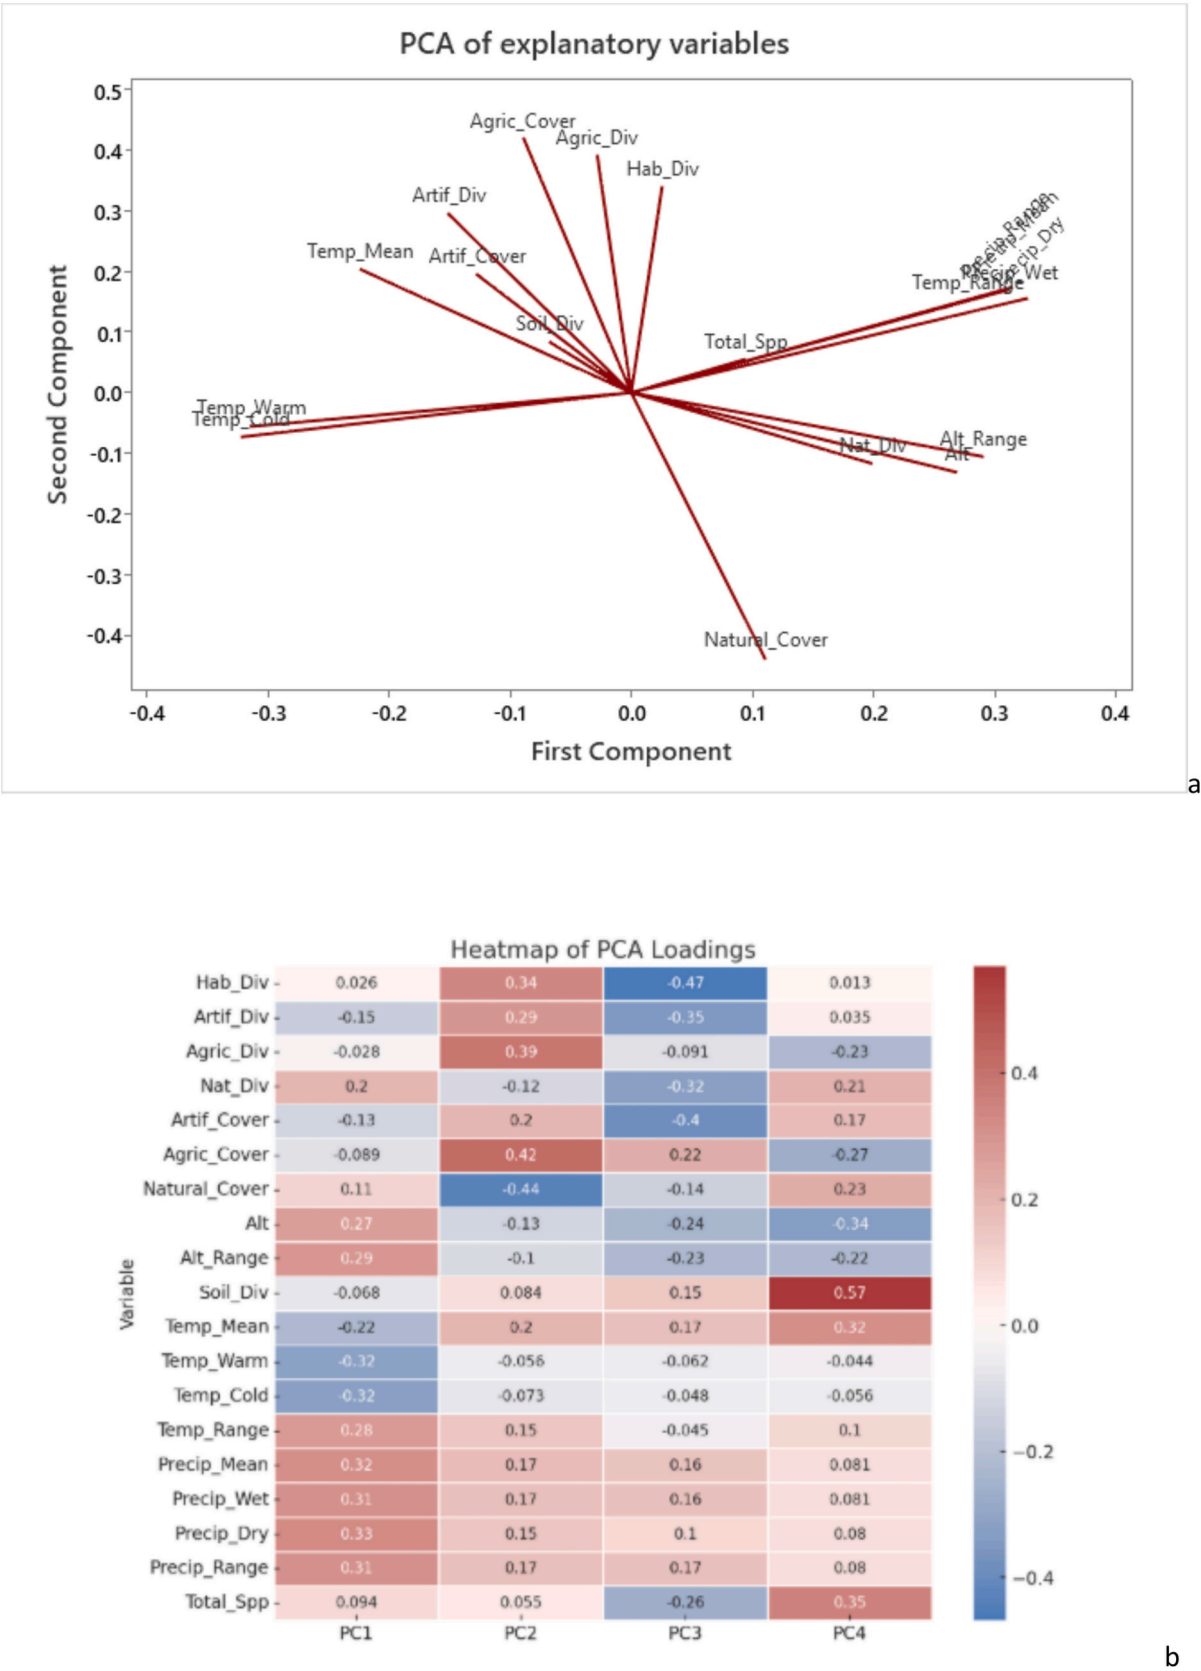 PCA of explanatory variables
0.5
Agric_Cover
Agric_Div
0.4
Hab_Div
Artif_Div
0.3
Precip_Range
Precip_Mean
Precip_Dry
Temp_Mean
Artif_Cover
0.2
Precip_Wet
Temp_Range
Soil_Div
0.1
Total_Spp
0.0
Temp_Warm
Temp_Cold
-0.1
Nat_Div
Alt_Range
Alt
-0.2
-0.3
-0.4
Natural_Cover
Second Component
-0.4 -0.3 -0.2 -0.1 0.0 0.1 0.2 0.3 0.4
First Component
a
Heatmap of PCA Loadings
Hab_Div 0.026 0.34 -0.47 0.013
Artif_Div -0.15 0.29 -0.35 0.035
Agric_Div -0.028 0.39 -0.091 -0.23
Nat_Div 0.2 -0.12 -0.32 0.21
Artif_Cover -0.13 0.2 -0.4 0.17
Agric_Cover -0.089 0.42 0.22 -0.27
Natural_Cover 0.11 -0.44 -0.14 0.23
Alt 0.27 -0.13 -0.24 -0.34
Alt_Range 0.29 -0.1 -0.23 -0.22
Soil_Div -0.068 0.084 0.15 0.57
Temp_Mean -0.22 0.2 0.17 0.32
Temp_Warm -0.32 -0.056 -0.062 -0.044
Temp_Cold -0.32 -0.073 -0.048 -0.056
Temp_Range 0.28 0.15 -0.045 0.1
Precip_Mean 0.32 0.17 0.16 0.081
Precip_Wet 0.31 0.17 0.16 0.081
Precip_Dry 0.33 0.15 0.1 0.08
Precip_Range 0.31 0.17 0.17 0.08
Total_Spp 0.094 0.055 -0.26 0.35
PC1 PC2 PC3 PC4
Variable
0.4
0.2
0.0
−0.2
−0.4
b